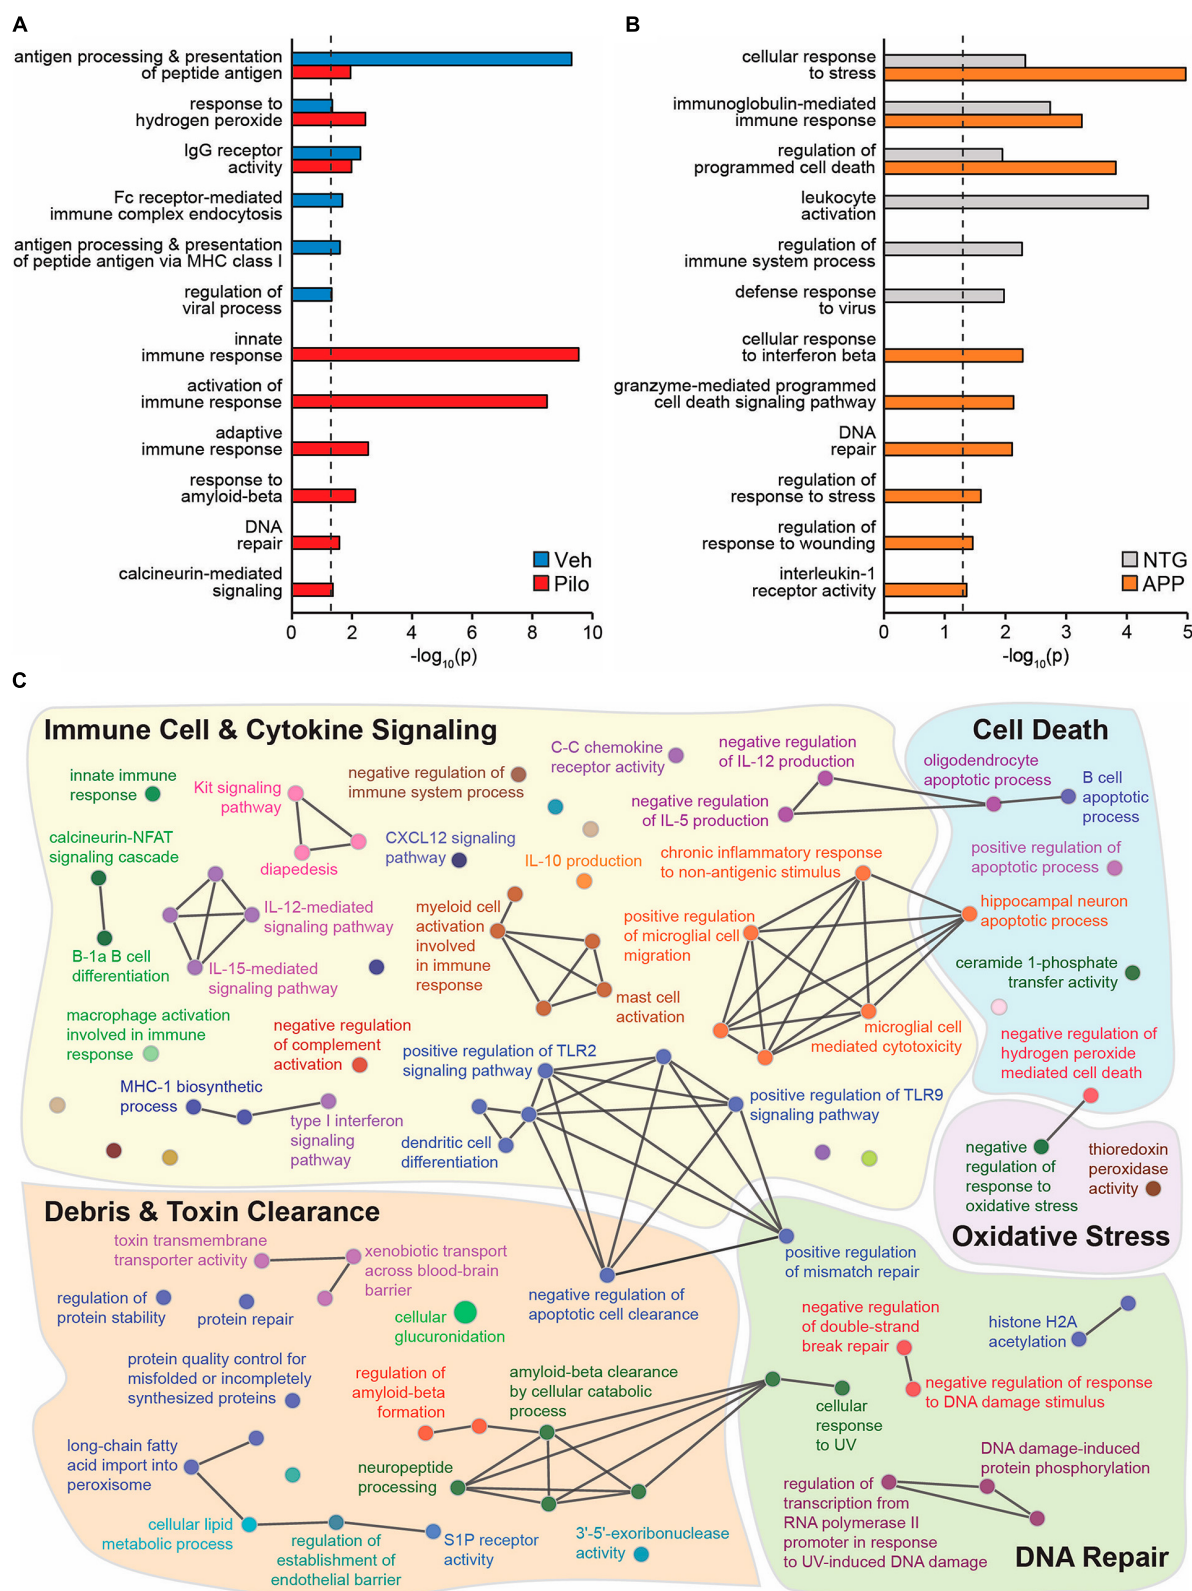 A
antigen processing & presentation
of peptide antigen
response to
hydrogen peroxide
IgG receptor
activity
Fc receptor-mediated
immune complex endocytosis
antigen processing & presentation
of peptide antigen via MHC class I
regulation of
viral process
innate
immune response
activation of
immune response
adaptive
immune response
response to
amyloid-beta
DNA
repair
calcineurin-mediated
signaling
Veh
Pilo
0 2 4 6 8 10
-log10(p)
B
cellular response
to stress
immunoglobulin-mediated
immune response
regulation of
programmed cell death
leukocyte
activation
regulation of
immune system process
defense response
to virus
cellular response
to interferon beta
granzyme-mediated programmed
cell death signaling pathway
DNA
repair
regulation of
response to stress
regulation of
response to wounding
interleukin-1
receptor activity
NTG
APP
0 1 2 3 4 5
-log10(p)
C
Immune Cell & Cytokine Signaling
innate immune
response
Kit signaling
pathway
negative regulation of
immune system process
C-C chemokine
receptor activity
negative regulation
of IL-12 production
negative regulation
of IL-5 production
calcineurin-NFAT
signaling cascade
diapedesis
CXCL12 signaling
pathway
IL-10 production
chronic inflammatory response
to non-antigenic stimulus
B-1a B cell
differentiation
IL-12-mediated
signaling pathway
IL-15-mediated
signaling pathway
myeloid cell
activation
involved
in immune
response
mast cell
activation
positive regulation
of microglial cell
migration
microglial cell
mediated cytotoxicity
macrophage activation
involved in immune
response
negative regulation
of complement
activation
positive regulation of TLR2
signaling pathway
MHC-1 biosynthetic
process
type I interferon
signaling
pathway
dendritic cell
differentiation
positive regulation of TLR9
signaling pathway
Cell Death
oligodendrocyte
apoptotic process
B cell
apoptotic
process
positive regulation of
apoptotic process
hippocampal neuron
apoptotic process
ceramide 1-phosphate
transfer activity
negative regulation of
hydrogen peroxide
mediated cell death
negative
regulation of
response to
oxidative stress
thioredoxin
peroxidase
activity
Oxidative Stress
Debris & Toxin Clearance
toxin transmembrane
transporter activity
xenobiotic transport
across blood-brain
barrier
regulation of
protein stability
protein repair
cellular
glucuronidation
negative regulation of
apoptotic cell clearance
protein quality control for
misfolded or incompletely
synthesized proteins
regulation of
amyloid-beta
formation
amyloid-beta clearance
by cellular catabolic
process
long-chain fatty
acid import into
peroxisome
neuropeptide
processing
cellular lipid
metabolic process
regulation of
establishment of
endothelial barrier
S1P receptor
activity
3'-5'-exoribonuclease
activity
positive regulation
of mismatch repair
negative regulation
of double-strand
break repair
histone H2A
acetylation
negative regulation of response
to DNA damage stimulus
cellular
response
to UV
DNA damage-induced
protein phosphorylation
regulation of
transcription from
RNA polymerase II
promoter in response
to UV-induced DNA damage
DNA Repair